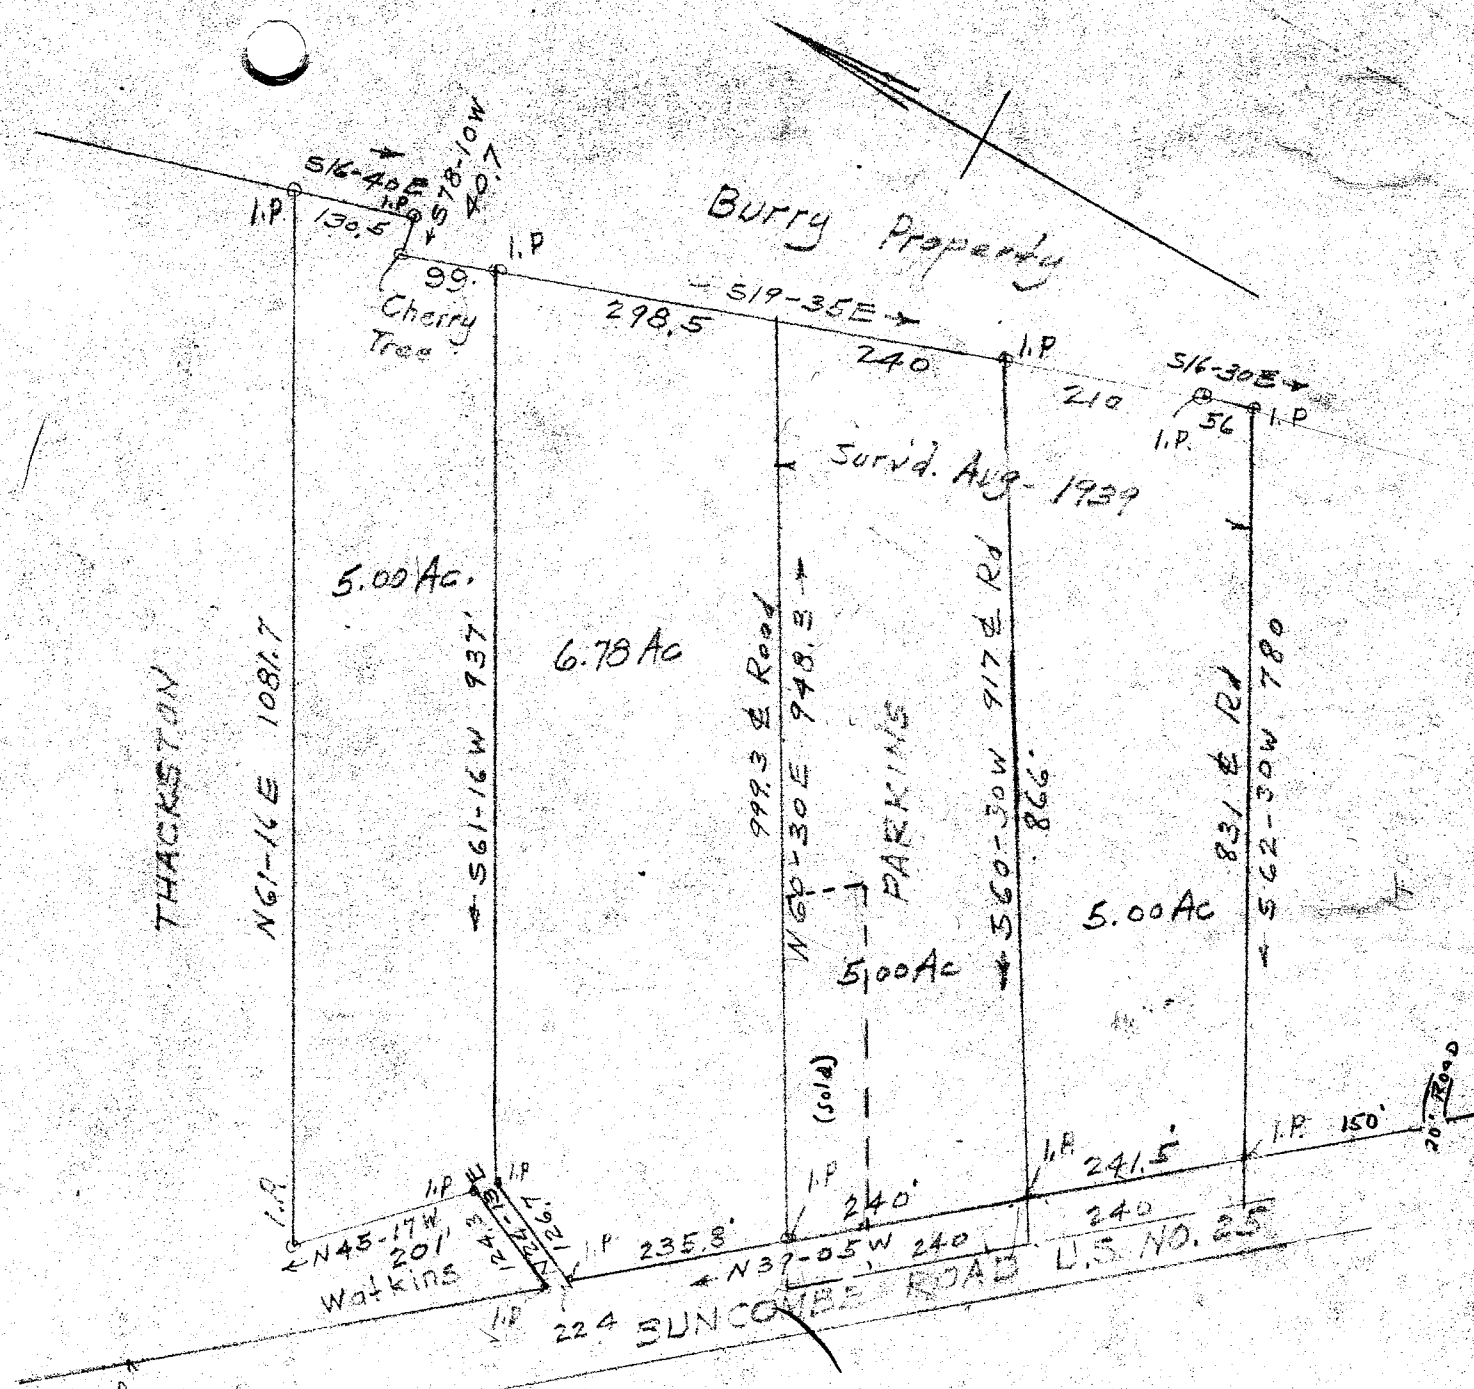 S16-40E
S78-10W
40.7
I.P.
130.5
I.P.
I.P
99.
Cherry
Tree
Burry Property
298.5
S19-35E
240
I.P
210
S16-30E
56
I.P.
I.P
Surv'd. Aug- 1939
5.00 Ac.
6.78 Ac
THACKSTON
N61-16E 1081.7
S61-16W 937'
999.3 ℄ Road
N60-30E 948.3
PARKINS
5.00 Ac
(sold)
S60-30W 917 ℄ Rd
866.
5.00 Ac
831 ℄ Rd
S62-30W 780
20' ROAD
150'
I.P.
241.5'
I.P.
240
I.P
240'
240
235.8'
N37-05W
I.P
I.P
126.7
124.3
I.P
I.P.
N45-17W
201'
Watkins
I.P
224
BUNCOMBE ROAD U.S. NO. 25